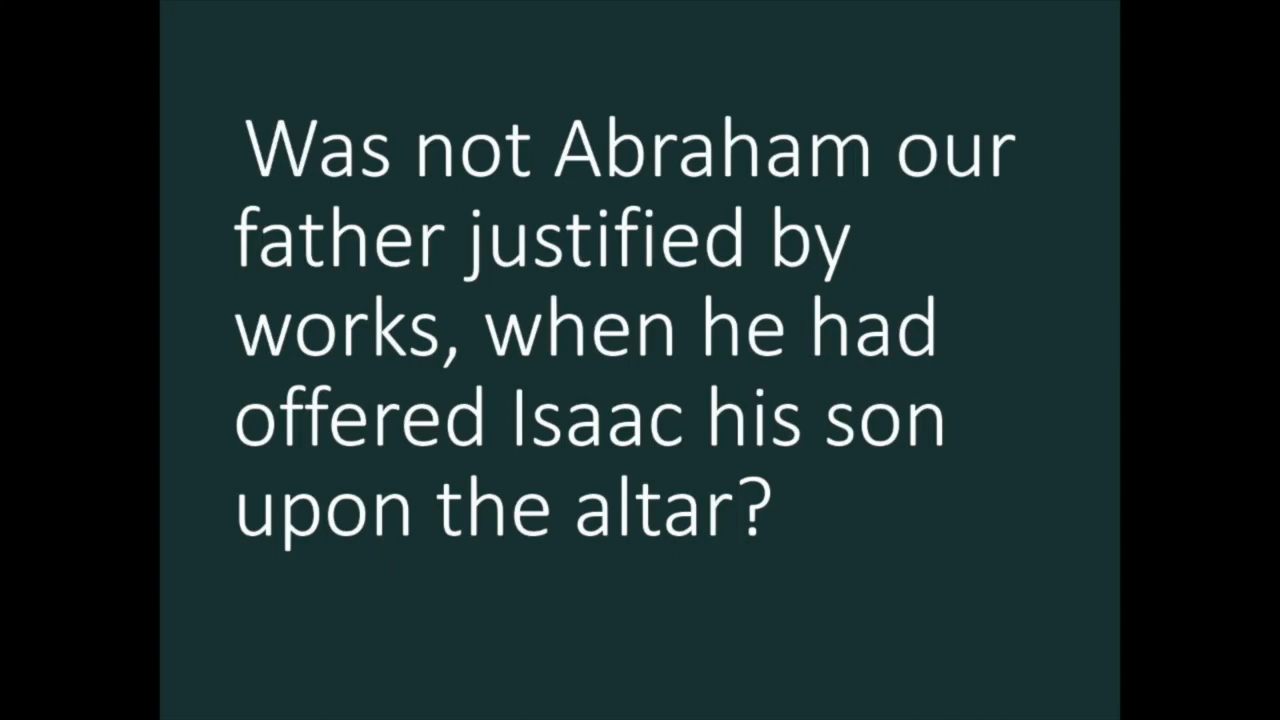 Was not Abraham our
father justified by
works, when he had
offered Isaac his son
upon the altar?